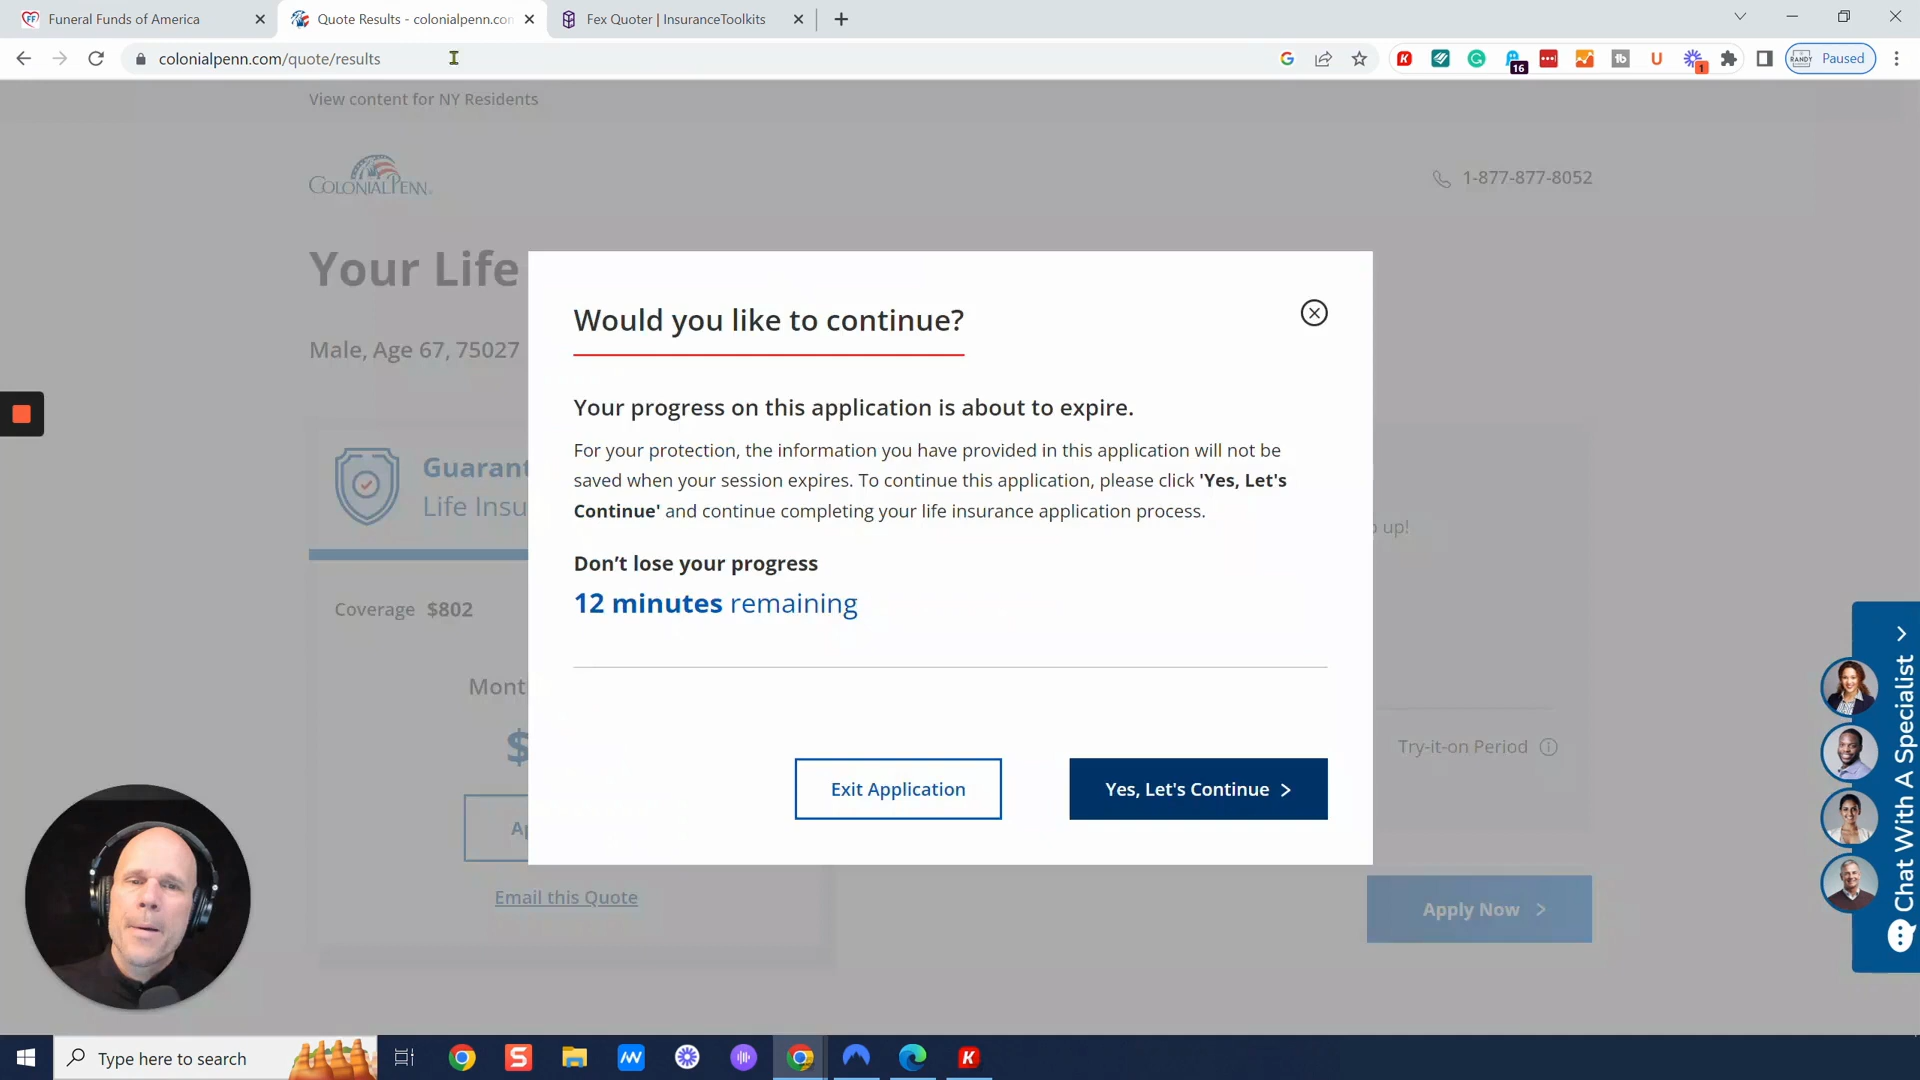 Funeral Funds of America
Quote Results - colonialpenn.com
Fex Quoter | InsuranceToolkits
colonialpenn.com/quote/results
16
1
RANDY
Paused
View content for NY Residents
COLONIALPENN
1-877-877-8052
Your Life
Male, Age 67, 75027
Would you like to continue?
Your progress on this application is about to expire.
For your protection, the information you have provided in this application will not be
saved when your session expires. To continue this application, please click 'Yes, Let's
Continue' and continue completing your life insurance application process.
Don't lose your progress
12 minutes remaining
Exit Application
Yes, Let's Continue
Guarant
Life Insu
up!
Coverage $802
Mont
$
Try-it-on Period
Ap
Email this Quote
Apply Now
Chat With A Specialist
Type here to search